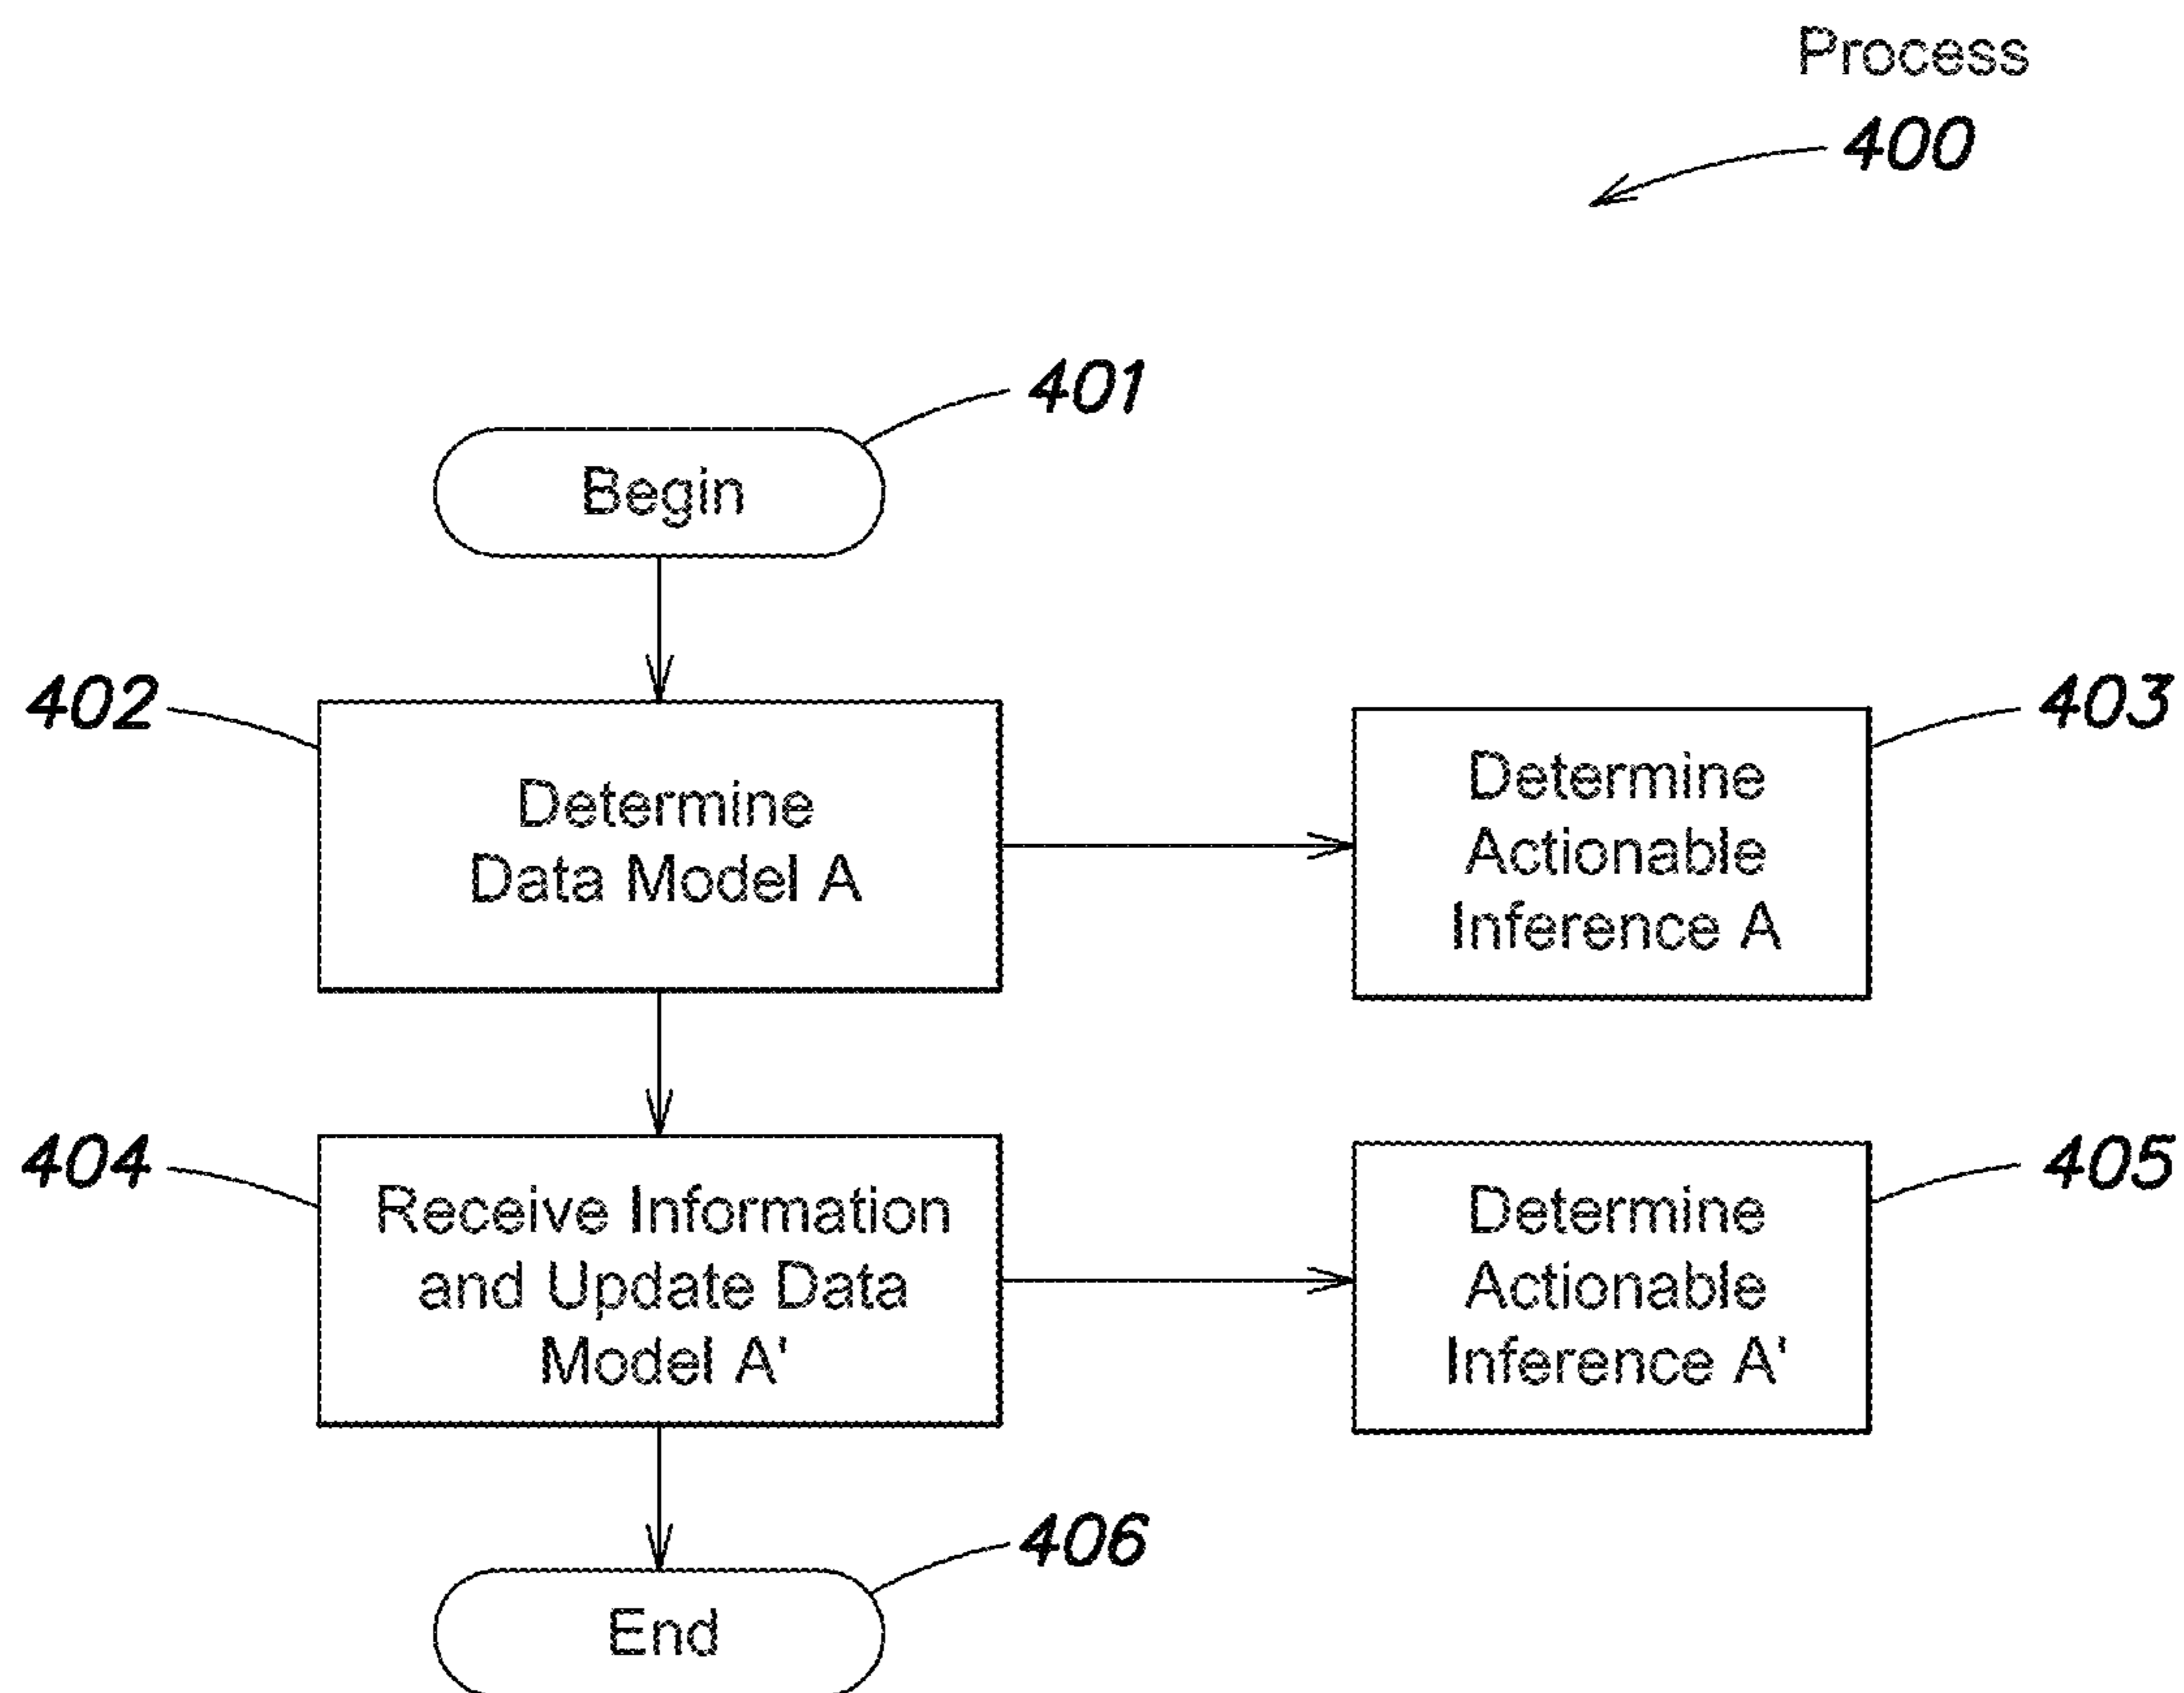 Process
400
401
Begin
402
Determine
Data Model A
403
Determine
Actionable
Inference A
404
Receive Information
and Update Data
Model A'
405
Determine
Actionable
Inference A'
406
End